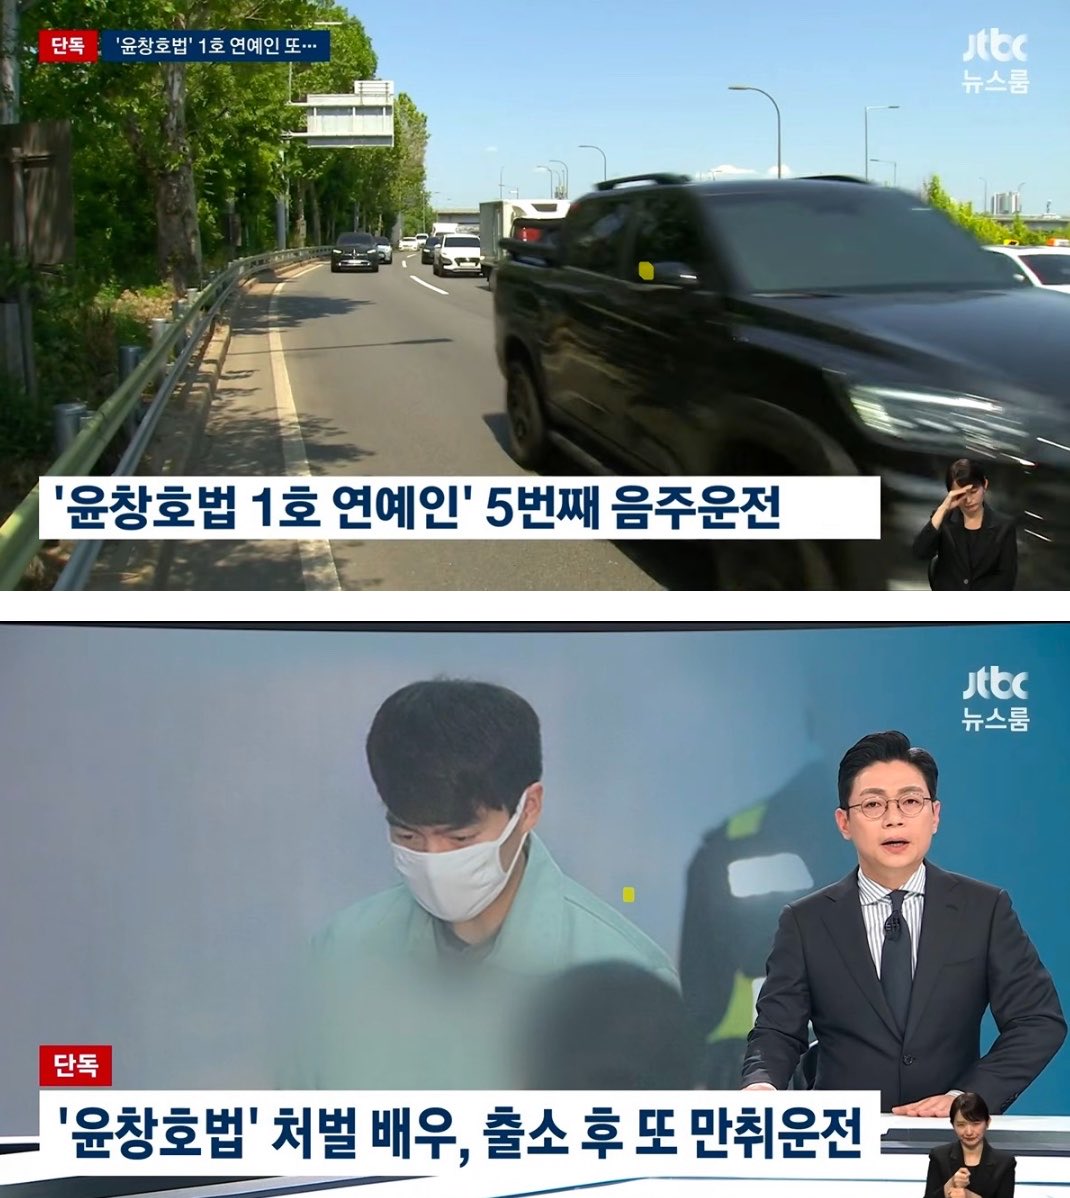 단독 '윤창호법' 1호 연예인 또…
jtbc
뉴스룸
'윤창호법 1호 연예인' 5번째 음주운전
jtbc
뉴스룸
단독
'윤창호법' 처벌 배우, 출소 후 또 만취운전